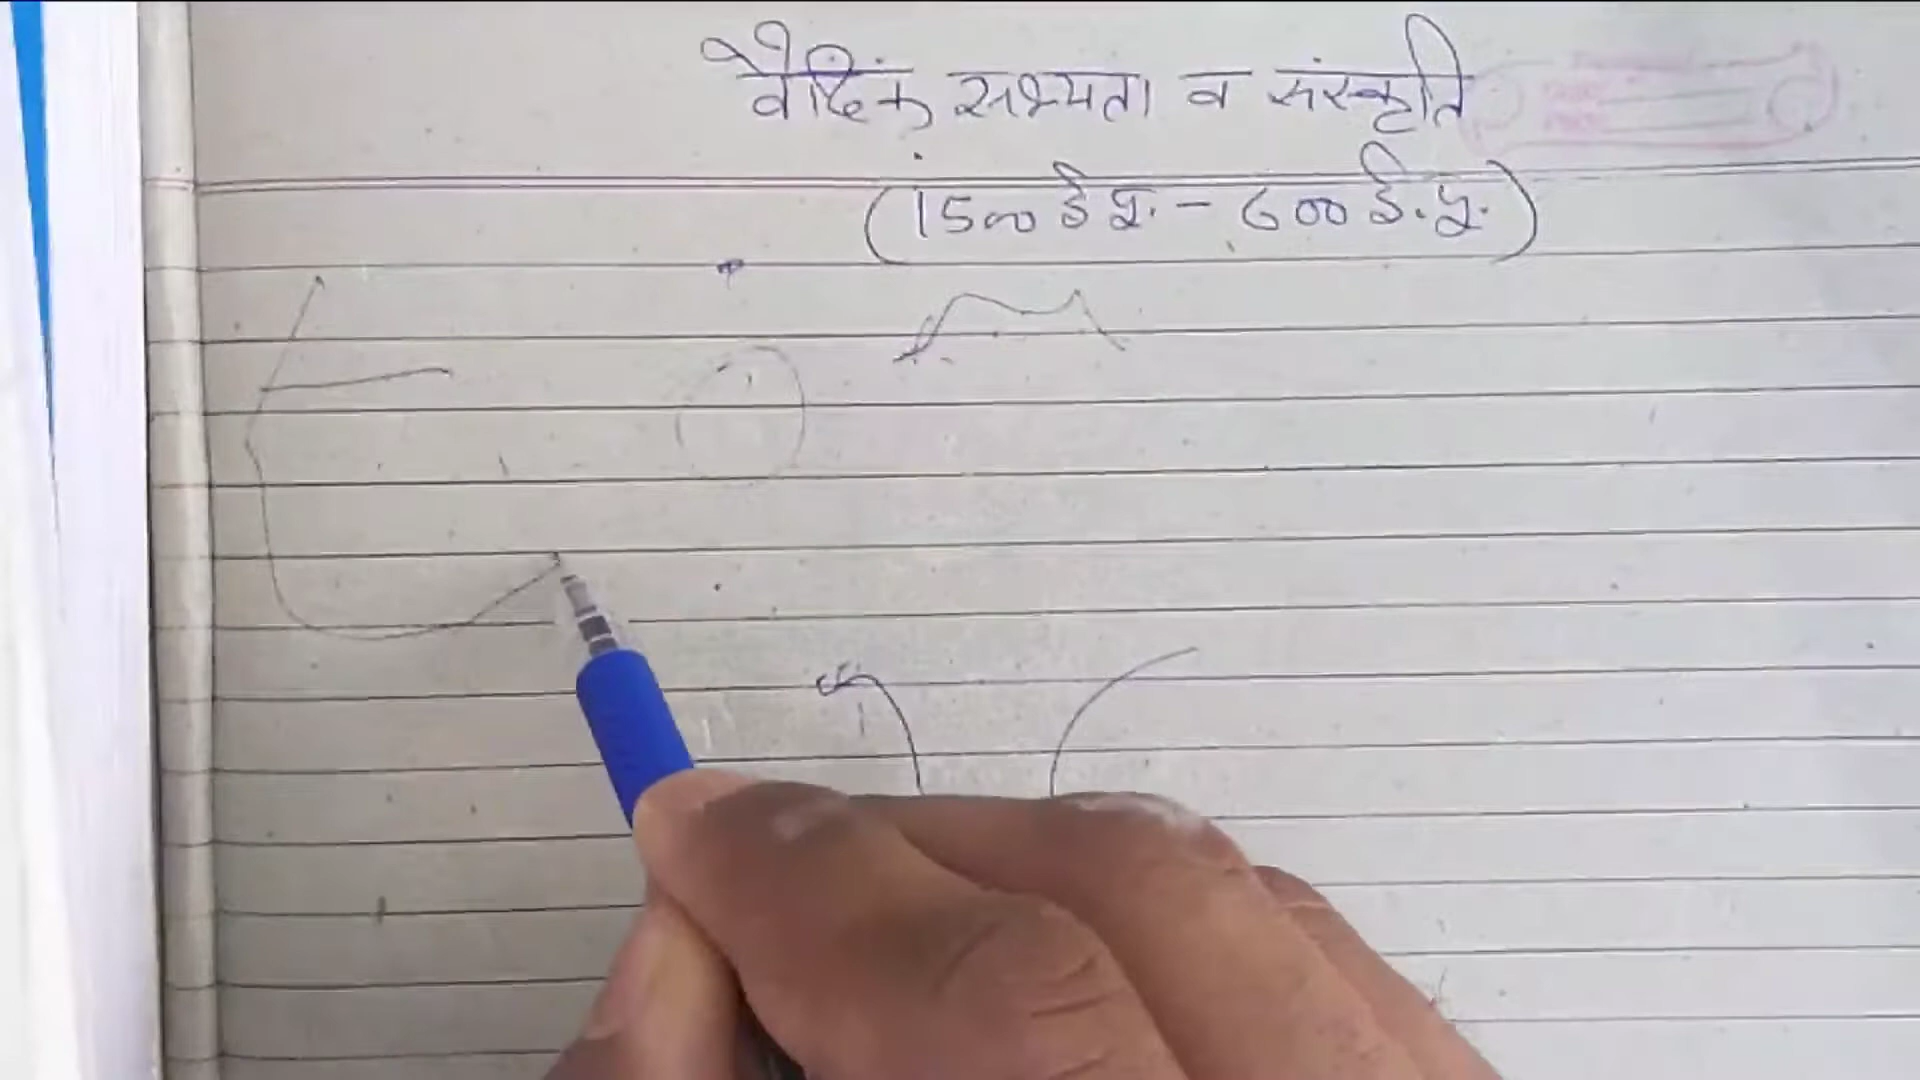 वैदिक सभ्यता व संस्कृति
(1500 ई पू. - 600 ई. पू.)